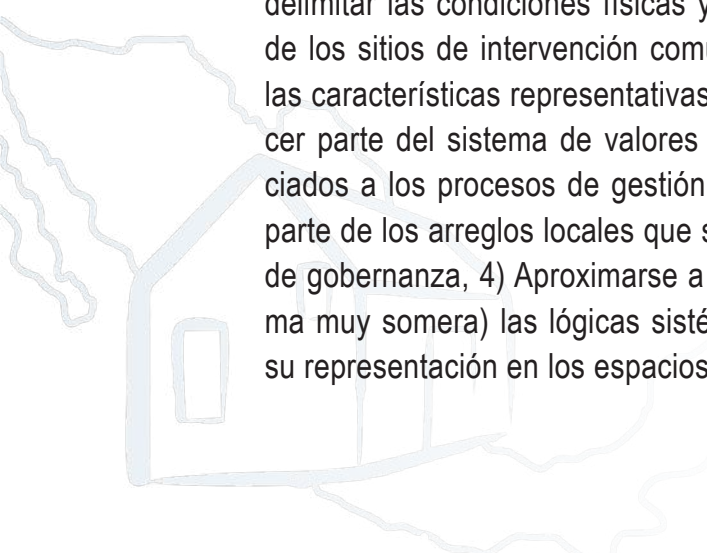 delimitar las condiciones físicas y
de los sitios de intervención comu
las características representativas
cer parte del sistema de valores
ciados a los procesos de gestión
parte de los arreglos locales que s
de gobernanza, 4) Aproximarse a
ma muy somera) las lógicas sisté
su representación en los espacios